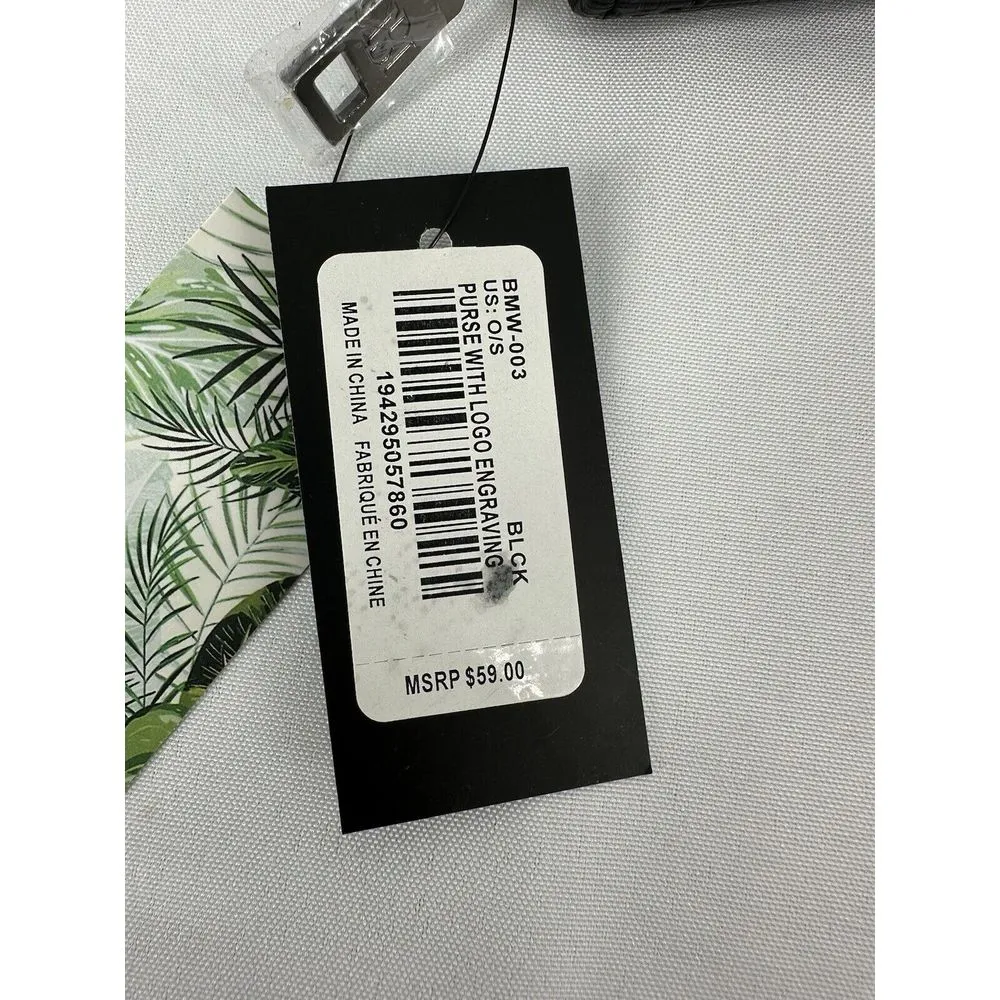 BMW-003 BLCK
US: O/S
PURSE WITH LOGO ENGRAVING
194295057860
MADE IN CHINA FABRIQUÉ EN CHINE
MSRP $59.00